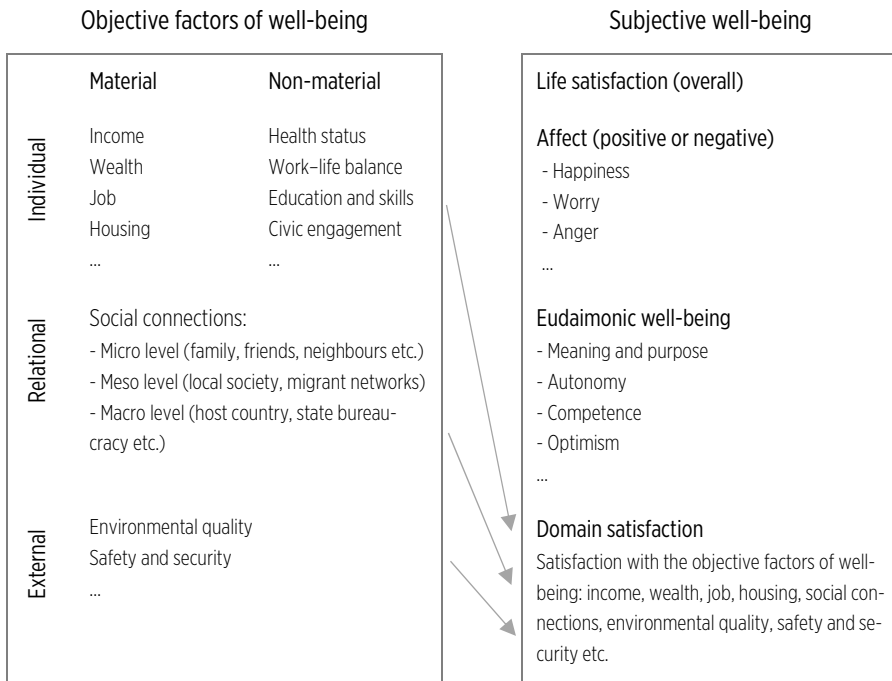 Objective factors of well-being
Material
Non-material
Individual
Income
Health status
Wealth
Work–life balance
Job
Education and skills
Housing
Civic engagement
...
...
Relational
Social connections:
- Micro level (family, friends, neighbours etc.)
- Meso level (local society, migrant networks)
- Macro level (host country, state bureau-
cracy etc.)
External
Environmental quality
Safety and security
...
Subjective well-being
Life satisfaction (overall)
Affect (positive or negative)
- Happiness
- Worry
- Anger
...
Eudaimonic well-being
- Meaning and purpose
- Autonomy
- Competence
- Optimism
...
Domain satisfaction
Satisfaction with the objective factors of well-
being: income, wealth, job, housing, social con-
nections, environmental quality, safety and se-
curity etc.